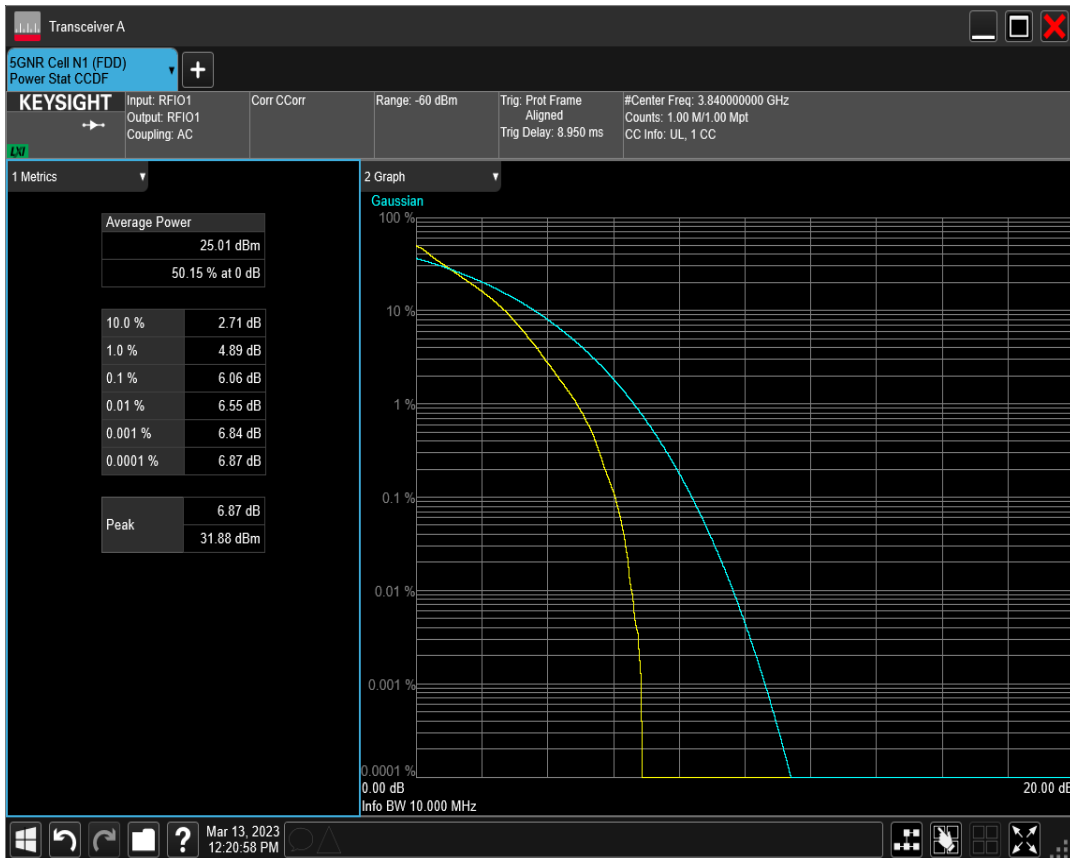 Transceiver A
5GNR Cell N1 (FDD)
Power Stat CCDF
KEYSIGHT
LXI
Input: RFIO1
Output: RFIO1
Coupling: AC
Corr CCorr
Range: -60 dBm
Trig: Prot Frame
Aligned
Trig Delay: 8.950 ms
#Center Freq: 3.840000000 GHz
Counts: 1.00 M/1.00 Mpt
CC Info: UL, 1 CC
1 Metrics
Average Power
25.01 dBm
50.15 % at 0 dB
10.0 % 2.71 dB
1.0 % 4.89 dB
0.1 % 6.06 dB
0.01 % 6.55 dB
0.001 % 6.84 dB
0.0001 % 6.87 dB
Peak 6.87 dB
31.88 dBm
2 Graph
Gaussian
100 %
10 %
1 %
0.1 %
0.01 %
0.001 %
0.0001 %
0.00 dB 20.00 dB
Info BW 10.000 MHz
?
Mar 13, 2023
12:20:58 PM